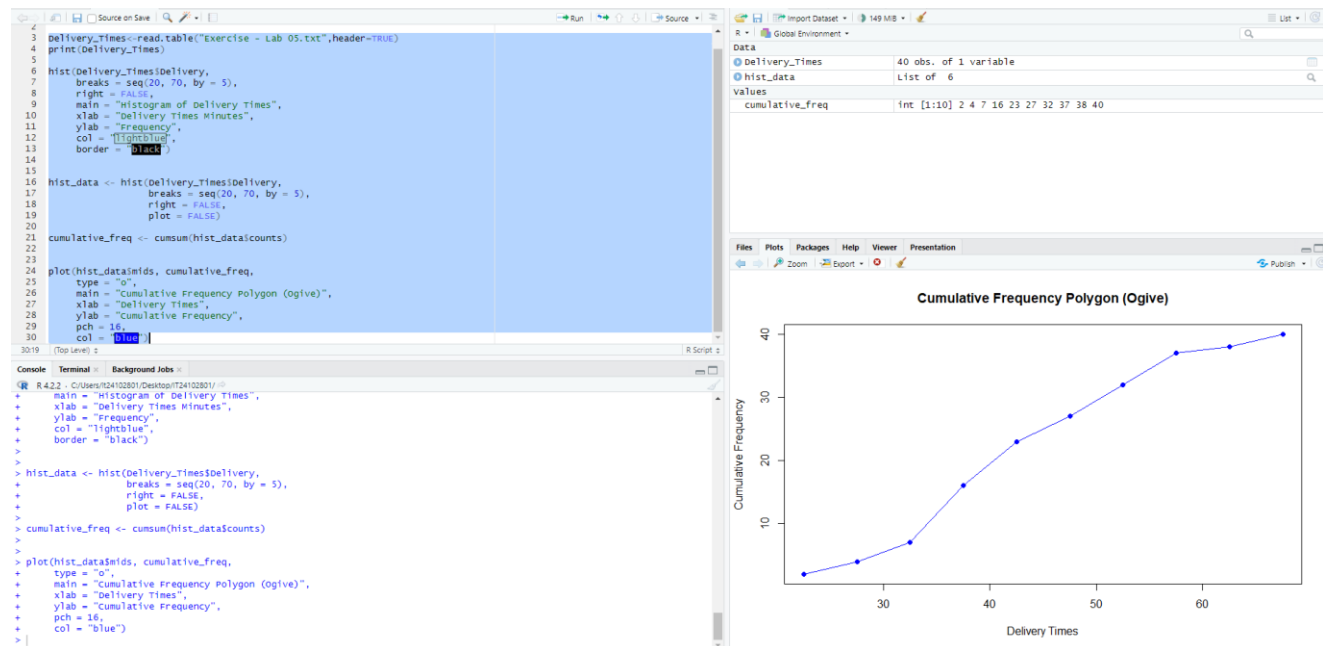 Source on Save
Run
Source
2
3 Delivery_Times<-read.table("Exercise - Lab 05.txt",header=TRUE)
4 print(Delivery_Times)
5
6 hist(Delivery_Times$Delivery,
7 breaks = seq(20, 70, by = 5),
8 right = FALSE,
9 main = "Histogram of Delivery Times",
10 xlab = "Delivery Times Minutes",
11 ylab = "Frequency",
12 col = "lightblue",
13 border = "black")
14
15
16 hist_data <- hist(Delivery_Times$Delivery,
17 breaks = seq(20, 70, by = 5),
18 right = FALSE,
19 plot = FALSE)
20
21 cumulative_freq <- cumsum(hist_data$counts)
22
23
24 plot(hist_data$mids, cumulative_freq,
25 type = "o",
26 main = "Cumulative Frequency Polygon (Ogive)",
27 xlab = "Delivery Times",
28 ylab = "Cumulative Frequency",
29 pch = 16,
30 col = "blue")
30:19 (Top Level) R Script
Console Terminal Background Jobs
R 4.2.2 · C:/Users/it24102801/Desktop/IT24102801/
+ main = "Histogram of Delivery Times",
+ xlab = "Delivery Times Minutes",
+ ylab = "Frequency",
+ col = "lightblue",
+ border = "black")
>
>
> hist_data <- hist(Delivery_Times$Delivery,
+ breaks = seq(20, 70, by = 5),
+ right = FALSE,
+ plot = FALSE)
>
> cumulative_freq <- cumsum(hist_data$counts)
>
>
> plot(hist_data$mids, cumulative_freq,
+ type = "o",
+ main = "Cumulative Frequency Polygon (Ogive)",
+ xlab = "Delivery Times",
+ ylab = "Cumulative Frequency",
+ pch = 16,
+ col = "blue")
>
Import Dataset 149 MiB List
R Global Environment
Data
Delivery_Times 40 obs. of 1 variable
hist_data List of 6
Values
cumulative_freq int [1:10] 2 4 7 16 23 27 32 37 38 40
Files Plots Packages Help Viewer Presentation
Zoom Export Publish
Cumulative Frequency Polygon (Ogive)
Cumulative Frequency
40
30
20
10
30 40 50 60
Delivery Times